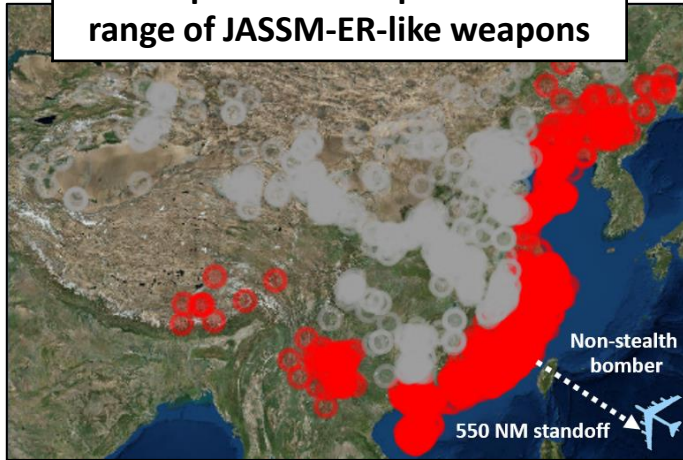 range of JASSM-ER-like weapons
Non-stealth
bomber
550 NM standoff